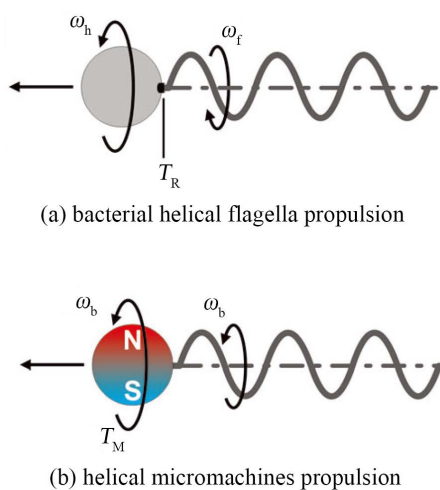 ω_h
ω_f
T_R
(a) bacterial helical flagella propulsion
ω_b
ω_b
N
S
T_M
(b) helical micromachines propulsion